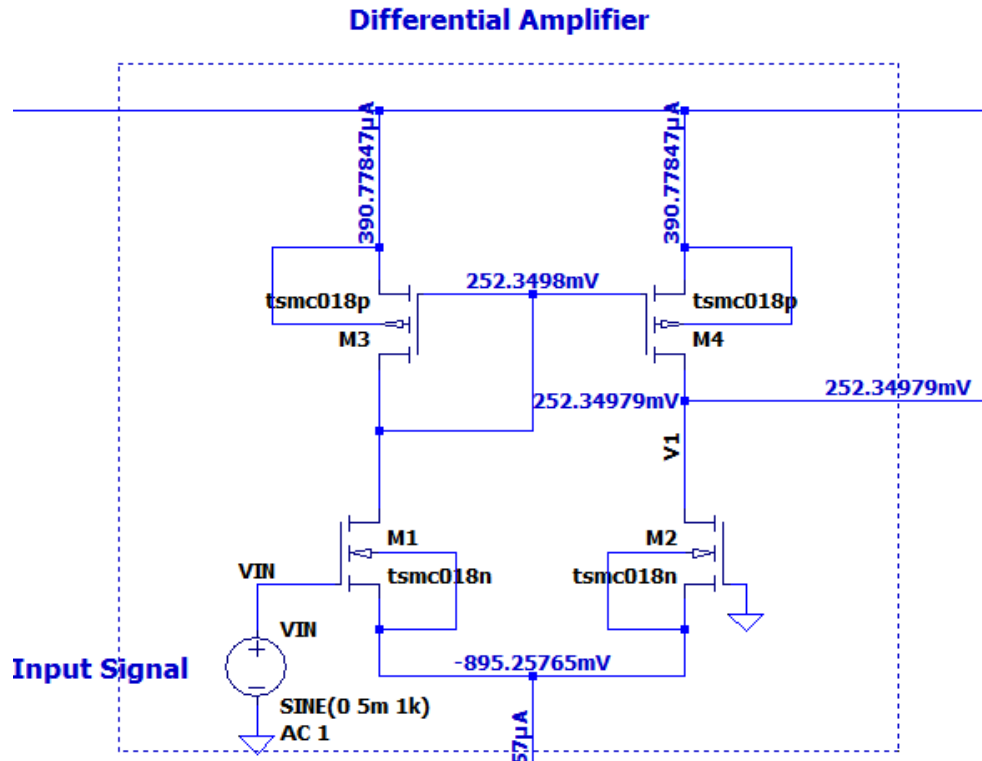 Differential Amplifier
390.77847µA
390.77847µA
252.3498mV
tsmc018p
tsmc018p
M3
M4
252.34979mV
252.34979mV
V1
M1
M2
tsmc018n
tsmc018n
VIN
VIN
-895.25765mV
Input Signal
SINE(0 5m 1k)
AC 1
57µA